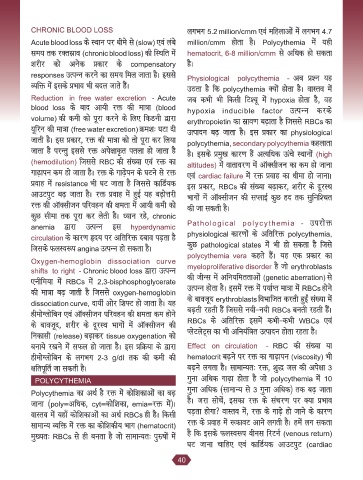 CHRONIC BLOOD LOSS
Acute blood loss के स्थान पर धीमे से (slow) एवं लंबे
समय तक रक्तस्राव (chronic blood loss) की स्थिति में
शरीर को अनेक प्रकार के compensatory
responses उत्पन्न करने का समय मिल जाता है। इससे
व्यक्ति में इसके प्रभाव भी बदल जाते हैं।
Reduction in free water excretion - Acute
blood loss के बाद आयी रक्त की मात्रा (blood
volume) की कमी को पूरा करने के लिए किडनी द्वारा
यूरिन की मात्रा (free water excretion) क्रमशः घटा दी
जाती है। इस प्रकार, रक्त की मात्रा को तो पूरा कर लिया
जाता है परन्तु इससे रक्त अपेक्षाकृत पतला हो जाता है
(hemodilution) जिससे RBC की संख्या एवं रक्त का
गाढ़ापन कम हो जाता है। रक्त के गाढ़ेपन के घटने से रक्त
प्रवाह में resistance भी घट जाता है जिससे कार्डियक
आउटपुट बढ़ जाता है। रक्त प्रवाह में हुई यह बढ़ोत्तरी
रक्त की ऑक्सीजन परिवहन की क्षमता में आयी कमी को
कुछ सीमा तक पूरा कर लेती है। ध्यान रहे, chronic
anemia द्वारा उत्पन्न इस hyperdynamic
circulation के कारण हृदय पर अतिरिक्त दबाव पड़ता है
जिसके फलस्वरूप angina उत्पन्न हो सकता है।
Oxygen-hemoglobin dissociation curve
shifts to right - Chronic blood loss द्वारा उत्पन्न
एनीमिया में RBCs में 2,3-bisphosphoglycerate
की मात्रा बढ़ जाती है जिससे oxygen-hemoglobin
dissociation curve, दायीं ओर शिफ्ट हो जाता है। यह
हीमोग्लोबिन एवं ऑक्सीजन परिवहन की क्षमता कम होने
के बावजूद, शरीर के दूरस्थ भागों में ऑक्सीजन की
निकासी (release) बढ़ाकर tissue oxygenation को
बनाये रखने में सफल हो जाता है। इस प्रक्रिया के द्वारा
हीमोग्लोबिन के लगभग 2-3 g/dl तक की कमी की
क्षतिपूर्ति जा सकती है।
POLYCYTHEMIA
Polycythemia का अर्थ है रक्त में कोशिकाओं का बढ़
जाना (poly=अधिक, cyt=कोशिका, emia=रक्त में)।
वास्तव में यहाँ कोशिकाओं का अर्थ RBCs ही है। किसी
सामान्य व्यक्ति में रक्त का कोशिकीय भाग (hematocrit)
मुख्यतः RBCs से ही बनता है जो सामान्यतः पुरुषों में
लगभग 5.2 million/cmm एवं महिलाओं में लगभग 4.7
million/cmm होता है। Polycythemia में यही
hematocrit, 6-8 million/cmm से अधिक हो सकता
है।
Physiological polycythemia - अब प्रश्न यह
उठता है कि polycythemia क्यों होता है। वास्तव में
जब कभी भी किसी टिश्यू में hypoxia होता है, वह
hypoxia inducible factor उत्पन्न करके
erythropoietin का स्रावण बढ़ाता है जिससे RBCs का
उत्पादन बढ़ जाता है। इस प्रकार का physiological
polycythemia, secondary polycythemia कहलाता
है। इसके प्रमुख कारण हैं अत्यधिक ऊंचे स्थानों (high
altitudes) में वातावरण में ऑक्सीजन का कम हो जाना
एवं cardiac failure में रक्त प्रवाह का धीमा हो जाना।
इस प्रकार, RBCs की संख्या बढ़ाकर, शरीर के दूरस्थ
भागों में ऑक्सीजन की सप्लाई कुछ हद तक सुनिश्चित
की जा सकती है।
Pathological polycythemia - उपरोक्त
physiological कारणों के अतिरिक्त polycythemia,
कुछ pathological states में भी हो सकता है जिसे
polycythemia vera कहते हैं। यह एक प्रकार का
myeloproliferative disorder है जो erythroblasts
की जीन्स में अनियमितताओं (genetic aberration) से
उत्पन्न होता है। इसमें रक्त में पर्याप्त मात्रा में RBCs होने
के बावजूद erythroblasts विभाजित करती हुई संख्या में
बढ़ती रहती हैं जिससे नयी-नयी RBCs बनती रहती हैं।
RBCs के अतिरिक्त इसमें कभी-कभी WBCs एवं
प्लेटलेट्स का भी अनियंत्रित उत्पादन होता रहता है।
Effect on circulation - RBC की संख्या या
hematocrit बढ़ने पर रक्त का गाढ़ापन (viscosity) भी
बढ़ने लगता है। सामान्यतः रक्त, शुद्ध जल की अपेक्षा 3
गुना अधिक गाढ़ा होता है जो polycythemia में 10
गुना अधिक (सामान्य से 3 गुना अधिक) तक बढ़ जाता
है। जरा सोचें, इसका रक्त के संचरण पर क्या प्रभाव
पड़ता होगा? वास्तव में, रक्त के गाढ़े हो जाने के कारण
रक्त के प्रवाह में रूकावट आने लगती है। हमें लग सकता
है कि इसके फलस्वरूप वीनस रिटर्न (venous return)
घट जाना चाहिए एवं कार्डियक आउटपुट (cardiac
40